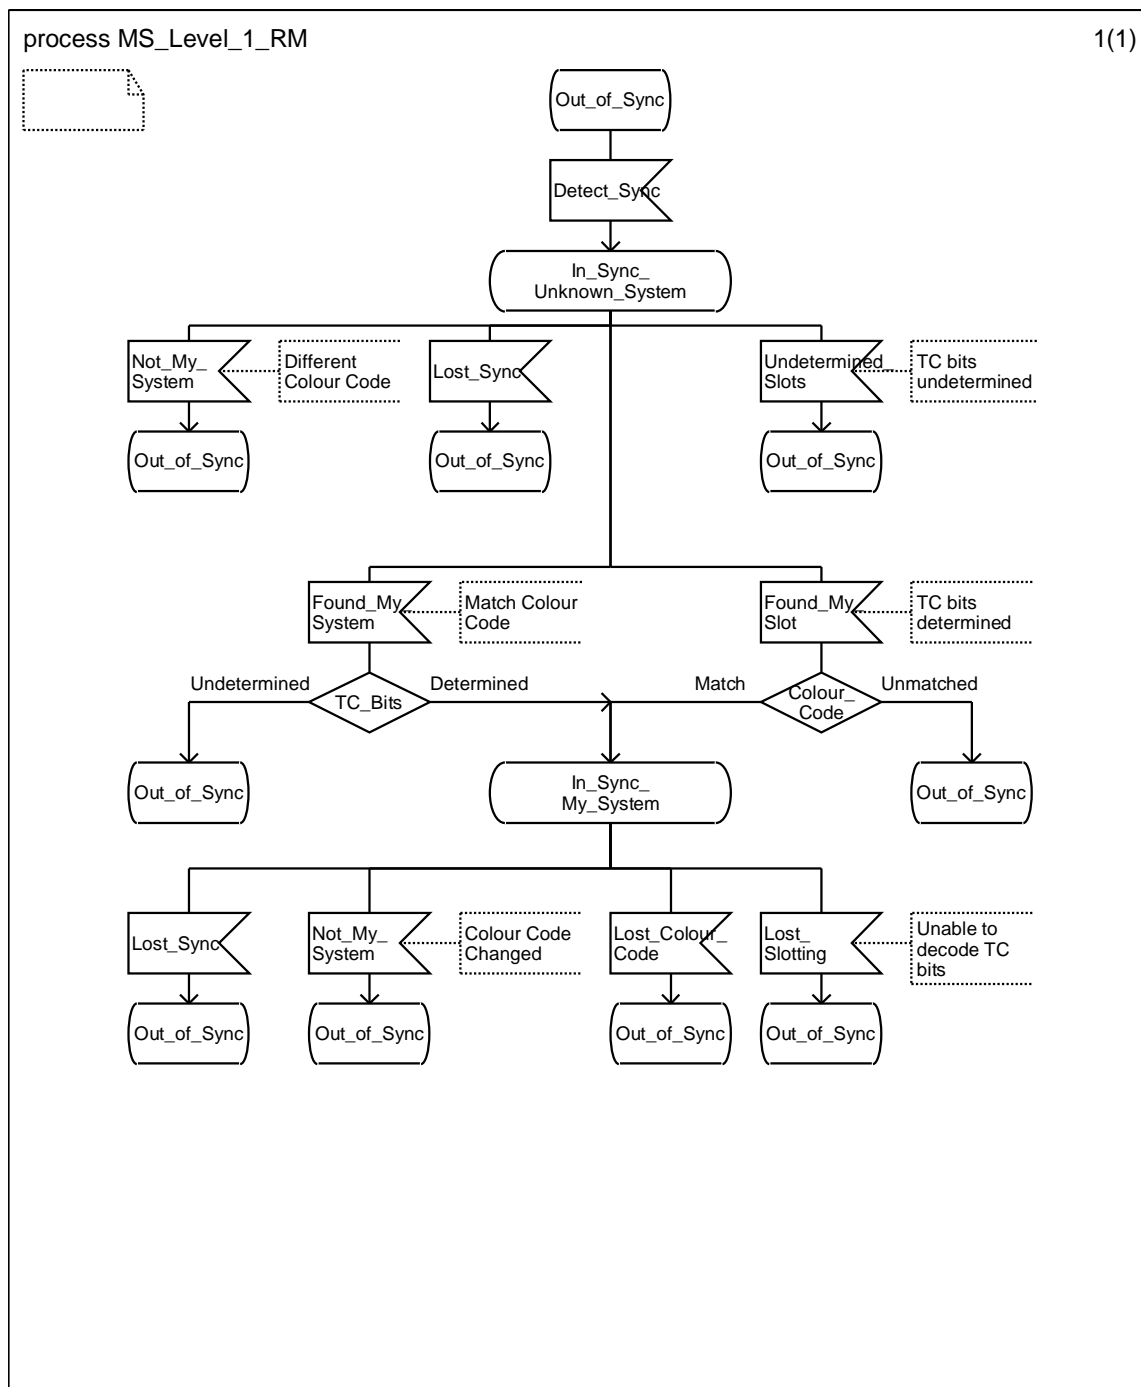 process MS_Level_1_RM
1(1)
Out_of_Sync
Detect_Sync
In_Sync_
Unknown_System
Not_My_
System
Different
Colour Code
Lost_Sync
Undetermined_
Slots
TC bits
undetermined
Out_of_Sync
Out_of_Sync
Out_of_Sync
Found_My_
System
Match Colour
Code
Found_My_
Slot
TC bits
determined
Undetermined
TC_Bits
Determined
Match
Colour_
Code
Unmatched
Out_of_Sync
In_Sync_
My_System
Out_of_Sync
Lost_Sync
Not_My_
System
Colour Code
Changed
Lost_Colour_
Code
Lost_
Slotting
Unable to
decode TC
bits
Out_of_Sync
Out_of_Sync
Out_of_Sync
Out_of_Sync